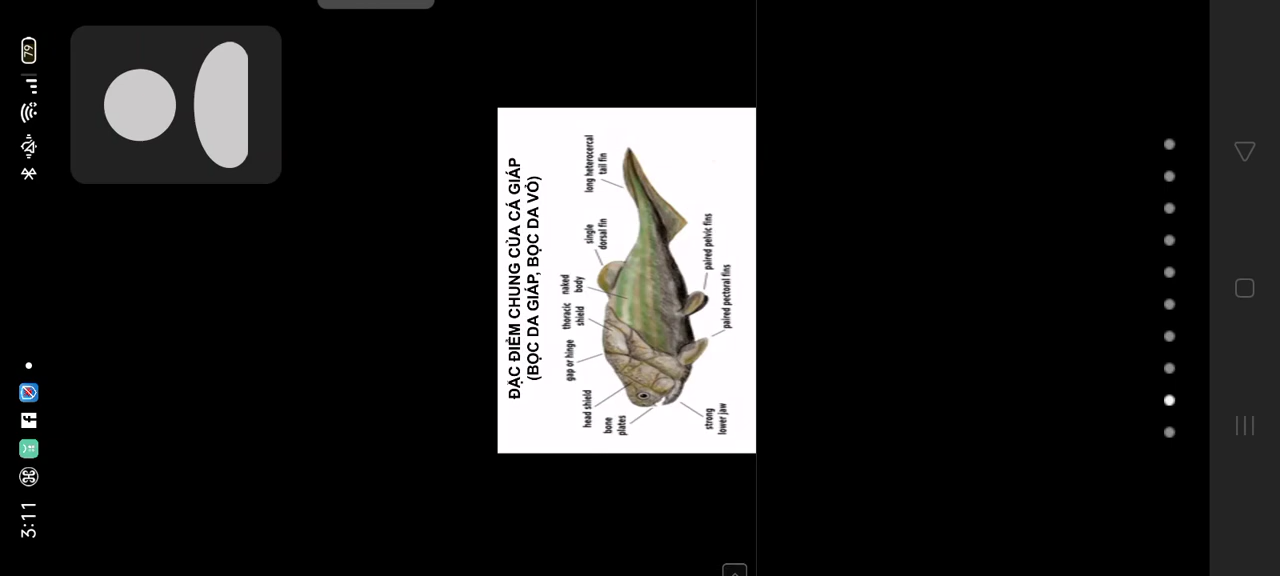 3:11
79
ĐẶC ĐIỂM CHUNG CỦA CÁ GIÁP
(BỌC DA GIÁP, BỌC DA VỎ)
long heterocercal
tail fin
single
dorsal fin
naked
body
thoracic
shield
gap or hinge
head shield
bone
plates
strong
lower jaw
paired pelvic fins
paired pectoral fins